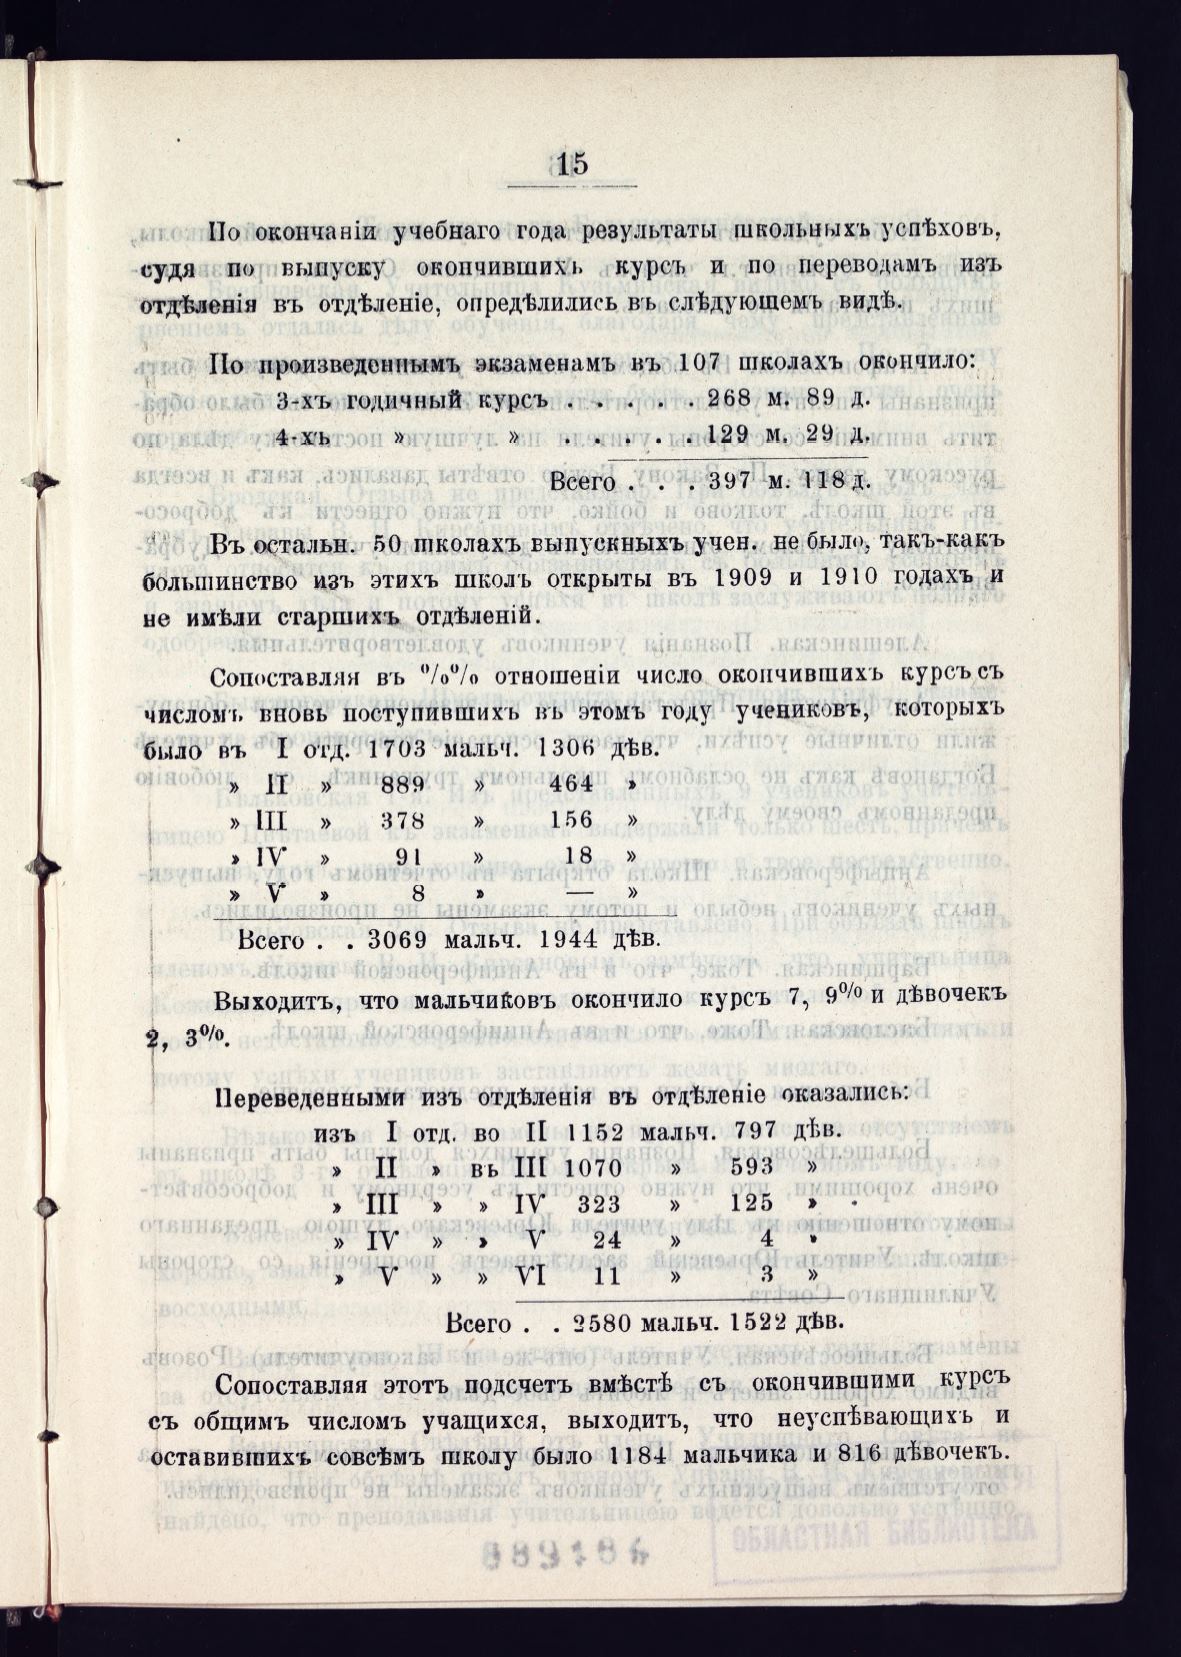 15
По окончаніи учебнаго года результаты школьныхъ успѣховъ,
судя по выпуску окончившихъ курсъ и по переводамъ изъ
отдѣленія въ отдѣленіе, опредѣлились въ слѣдующемъ видѣ.
По произведеннымъ экзаменамъ въ 107 школахъ окончило:
3-хъ годичный курсъ . . . . . 268 м. 89 д.
4-хъ » » . . . . . 129 м. 29 д.
Всего . . . 397 м. 118 д.
Въ остальн. 50 школахъ выпускныхъ учен. не было, такъ-какъ
большинство изъ этихъ школъ открыты въ 1909 и 1910 годахъ и
не имѣли старшихъ отдѣленій.
Сопоставляя въ %% отношеніи число окончившихъ курсъ съ
числомъ вновь поступившихъ въ этомъ году учениковъ, которыхъ
было въ I отд. 1703 мальч. 1306 дѣв.
» II » 889 » 464 »
» III » 378 » 156 »
» IV » 91 » 18 »
» V » 8 » — »
Всего . . 3069 мальч. 1944 дѣв.
Выходитъ, что мальчиковъ окончило курсъ 7, 9% и дѣвочекъ
2, 3%.
Переведенными изъ отдѣленія въ отдѣленіе оказались:
изъ I отд. во II 1152 мальч. 797 дѣв.
» II » въ III 1070 » 593 »
» III » » IV 323 » 125 »
» IV » » V 24 » 4 »
» V » » VI 11 » 3 »
Всего . . 2580 мальч. 1522 дѣв.
Сопоставляя этотъ подсчетъ вмѣстѣ съ окончившими курсъ
съ общимъ числомъ учащихся, выходитъ, что неуспѣвающихъ и
оставившихъ совсѣмъ школу было 1184 мальчика и 816 дѣвочекъ.
ОБЛАСТНАЯ БИБЛИОТЕКА